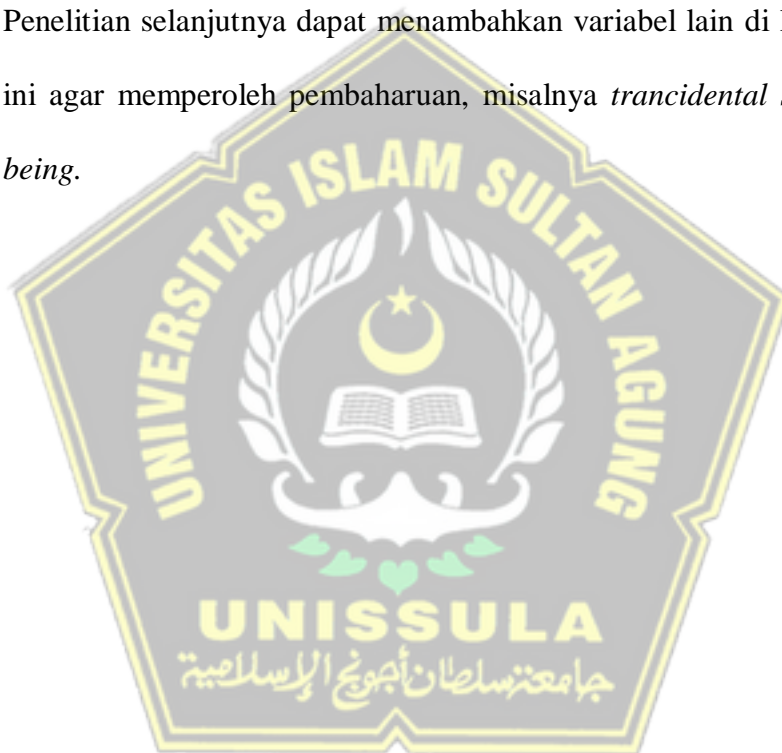 Penelitian selanjutnya dapat menambahkan variabel lain di
ini agar memperoleh pembaharuan, misalnya trancidental
being.
UNIVERSITAS ISLAM SULTAN AGUNG
UNISSULA
جامعة سلطان أجونج الإسلامية